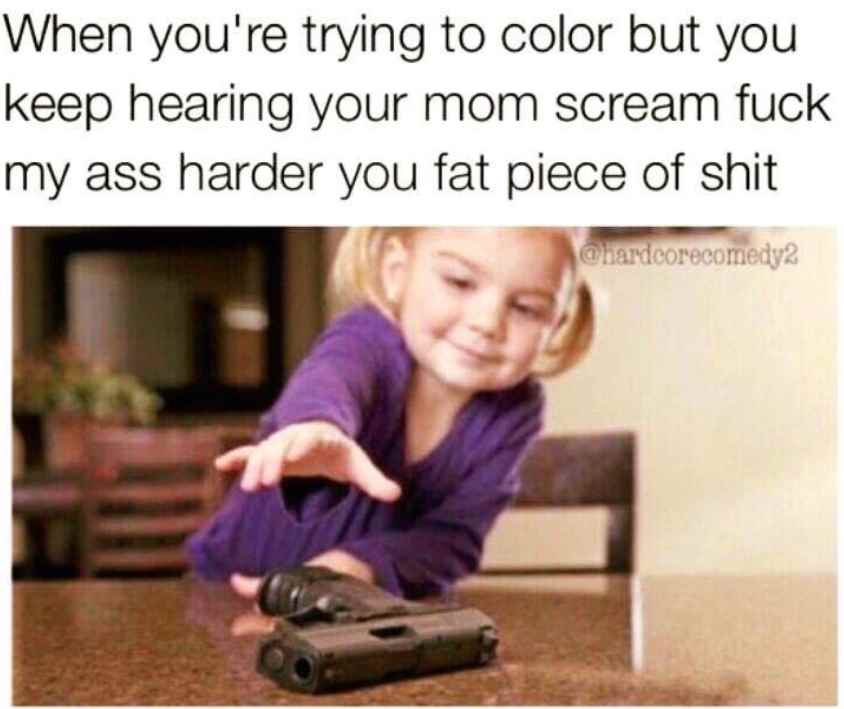 When you're trying to color but you
keep hearing your mom scream fuck
my ass harder you fat piece of shit
@hardcorecomedy2